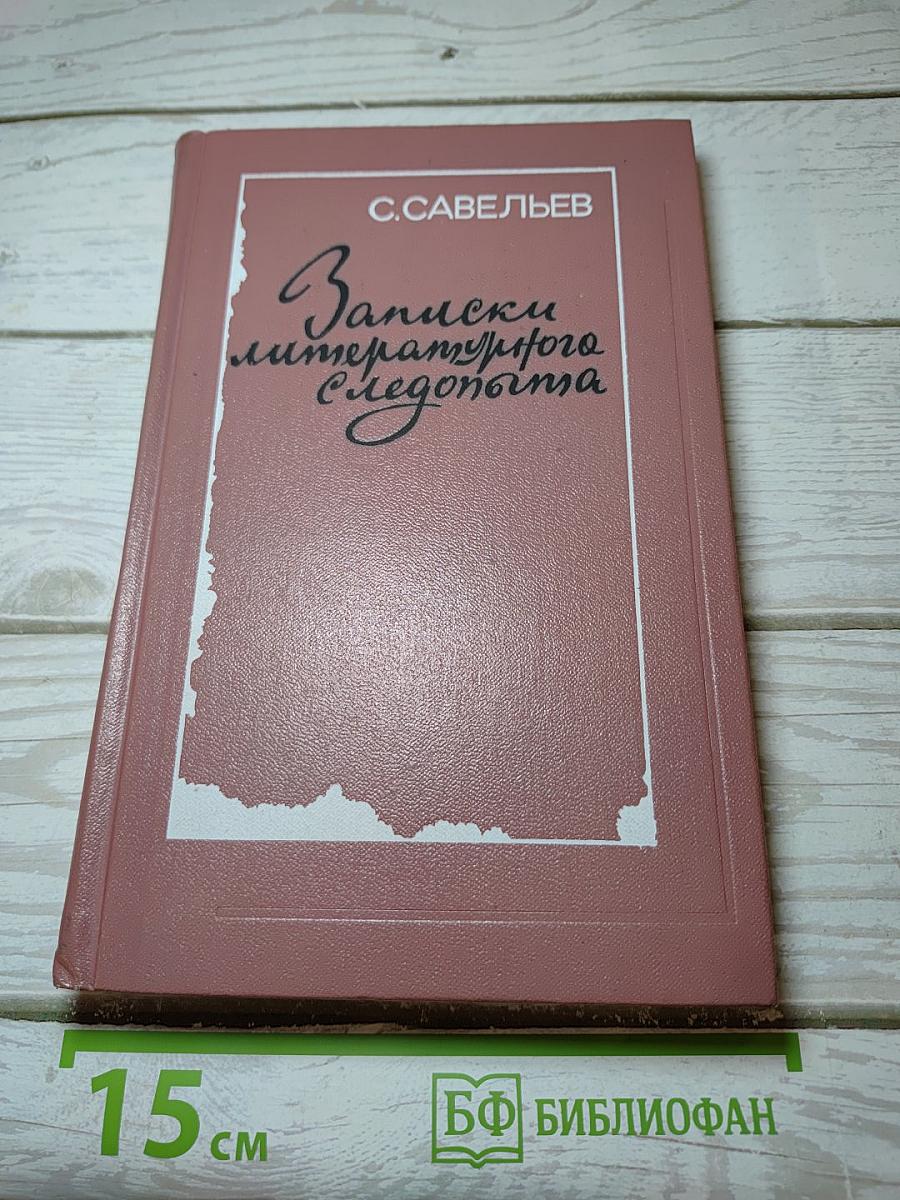 С. САВЕЛЬЕВ
Записки
литературного
следопыта
15 см
БФ БИБЛИОФАН